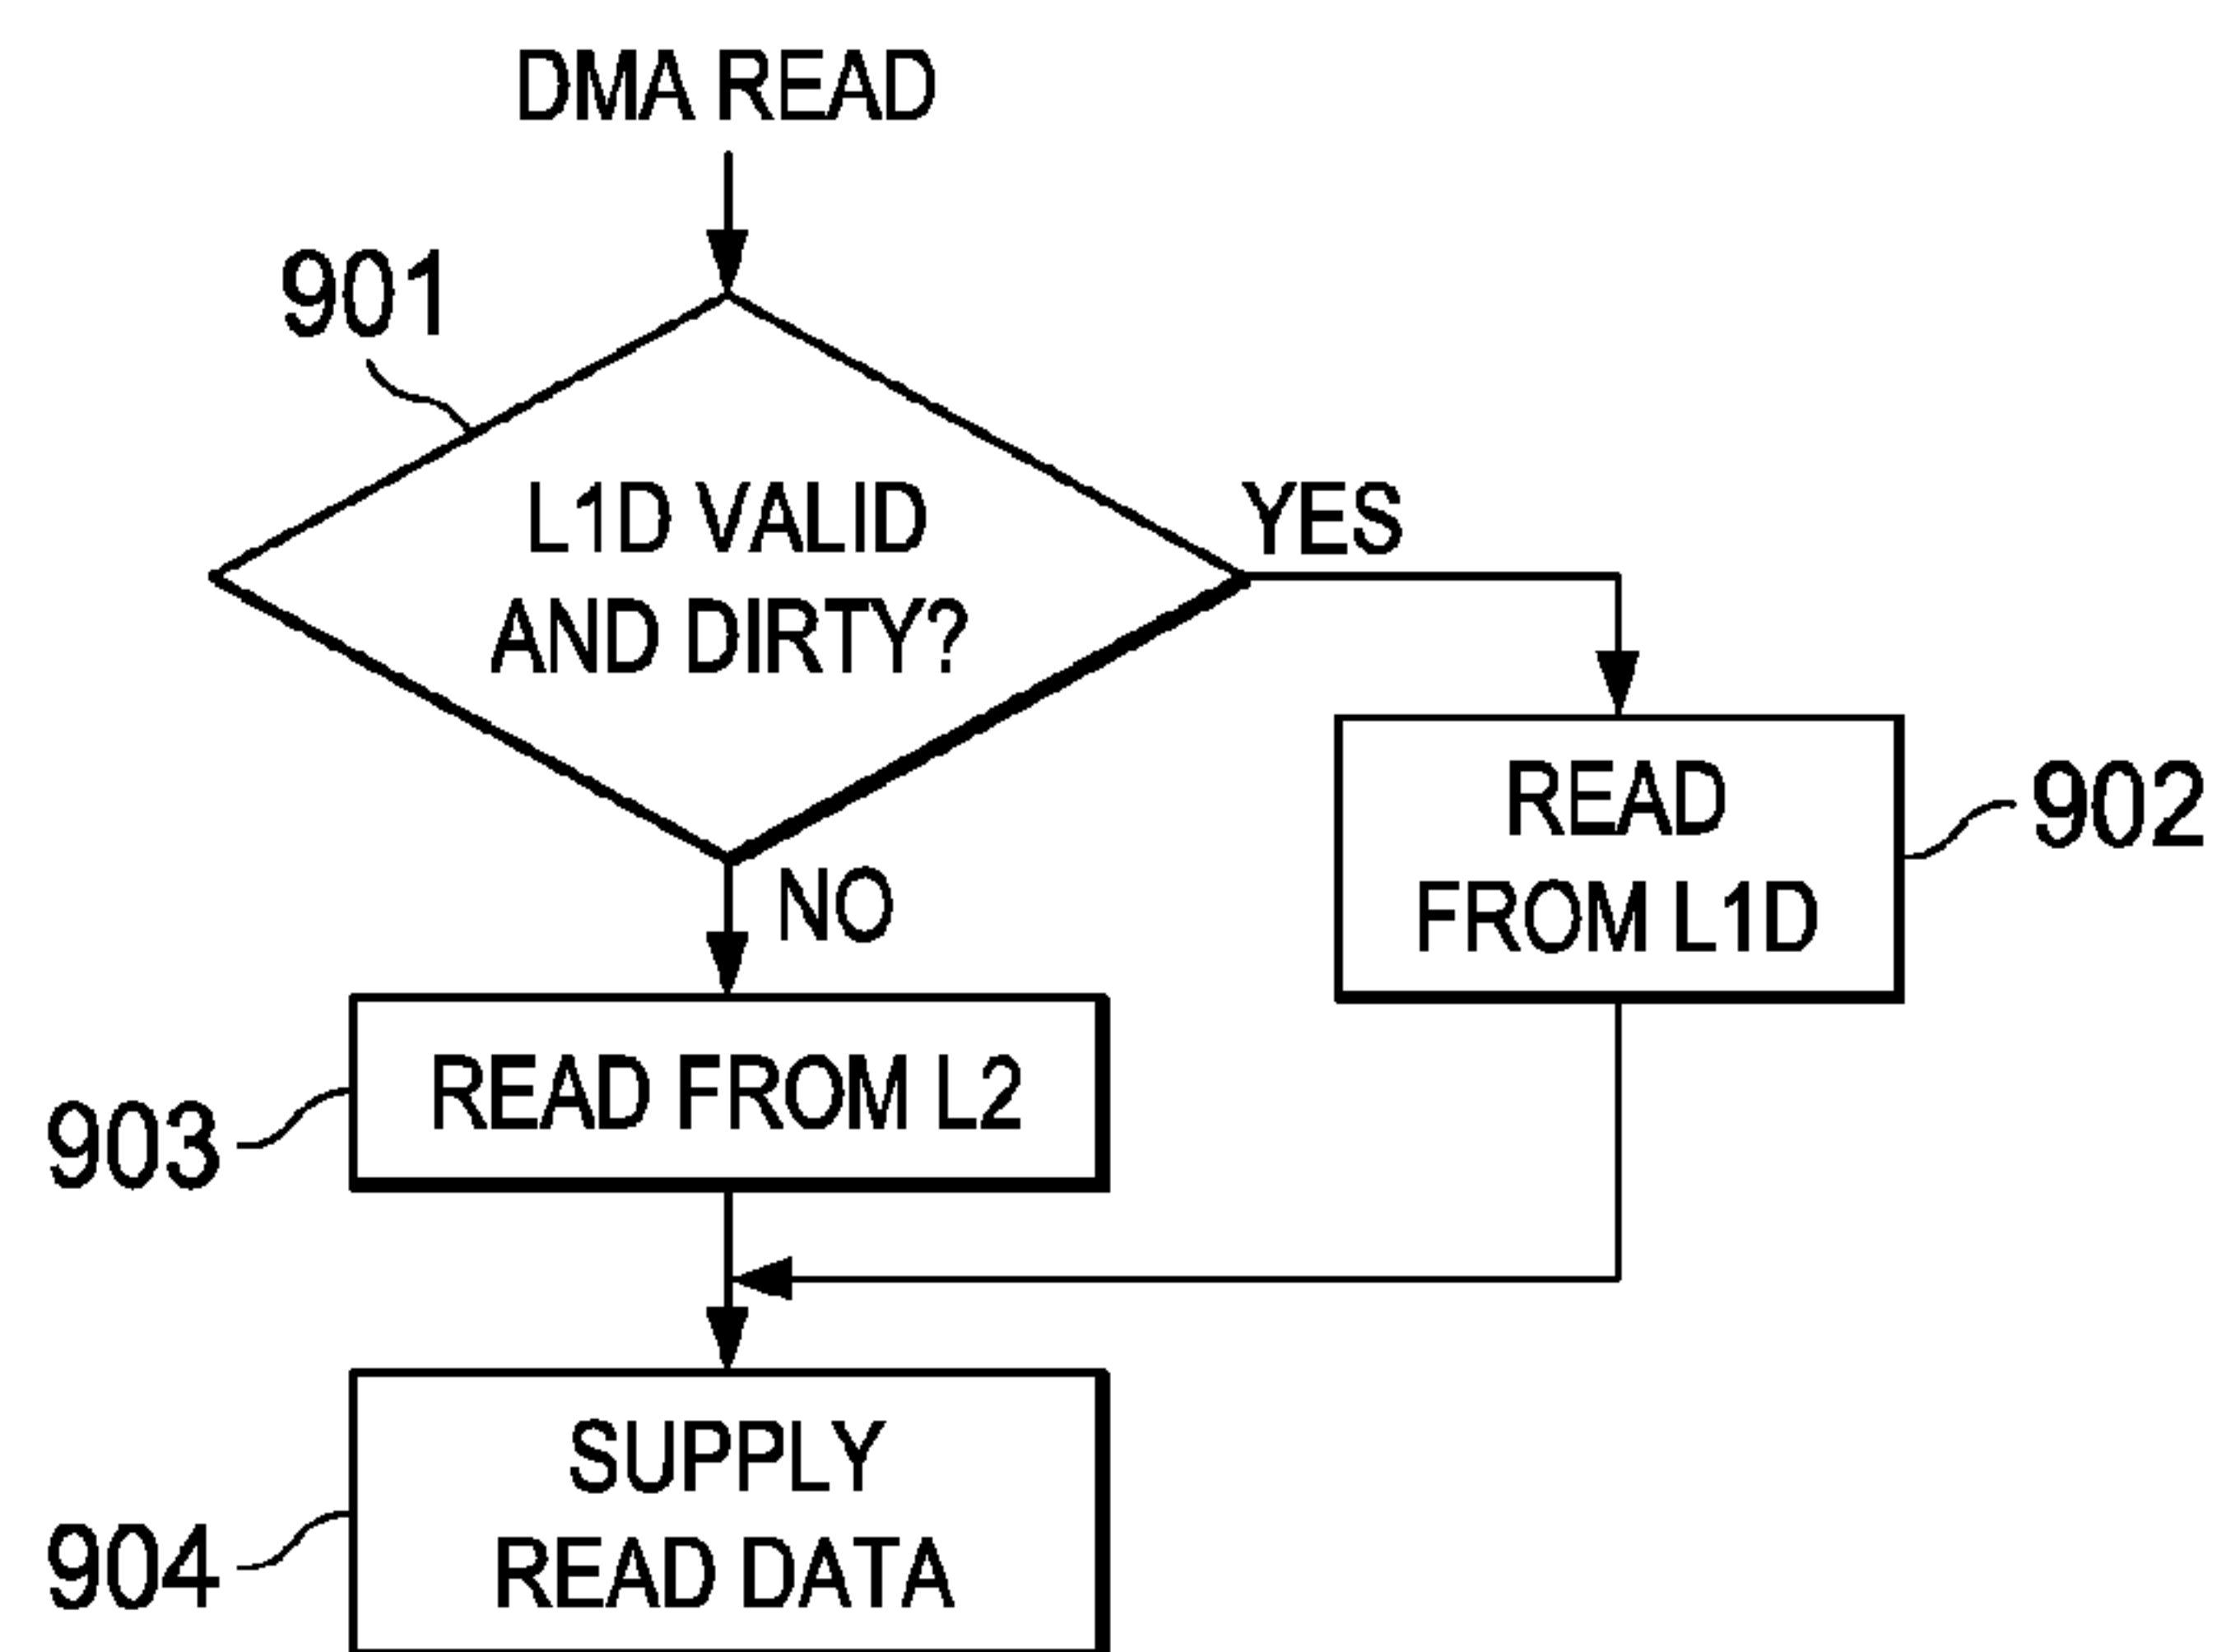 DMA READ
901
L1D VALID
AND DIRTY?
YES
NO
READ
FROM L1D
902
903
READ FROM L2
SUPPLY
READ DATA
904